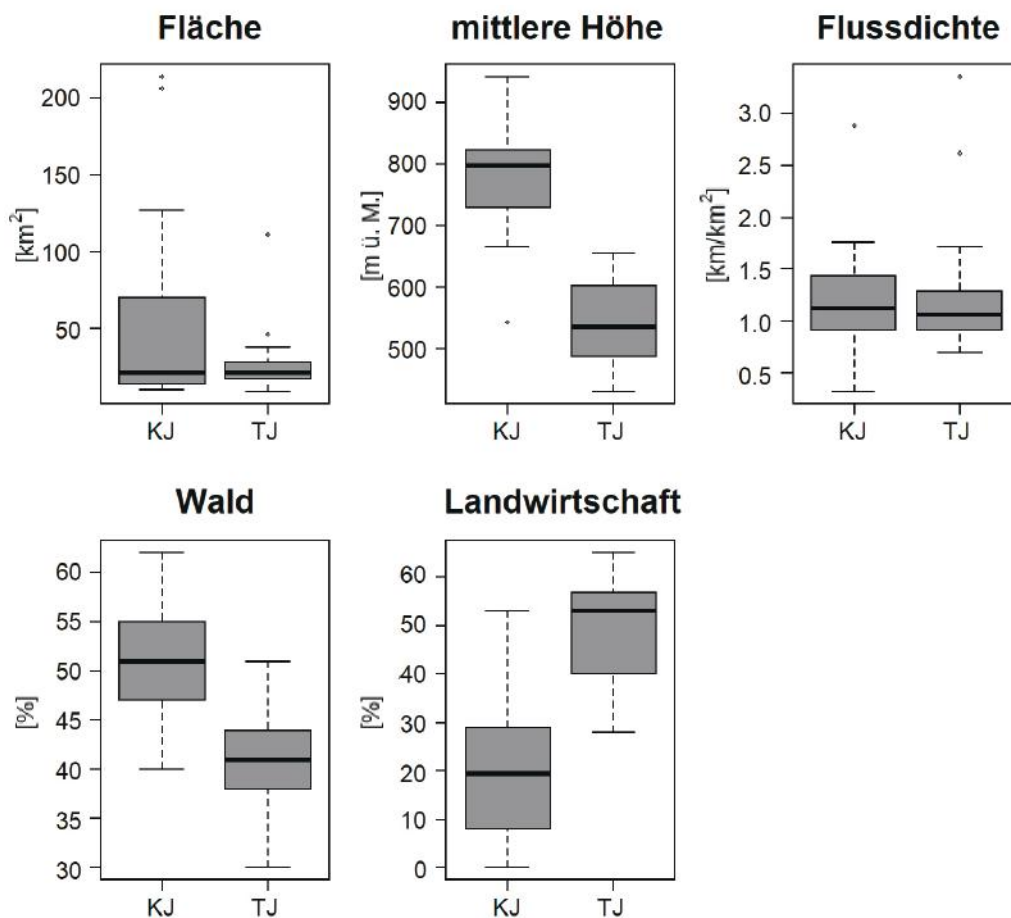 Fläche
200
150
100
50
[km²]
KJ TJ
mittlere Höhe
900
800
700
600
500
[m ü. M.]
KJ TJ
Flussdichte
3.0
2.5
2.0
1.5
1.0
0.5
[km/km²]
KJ TJ
Wald
60
55
50
45
40
35
30
[%]
KJ TJ
Landwirtschaft
60
50
40
30
20
10
0
[%]
KJ TJ